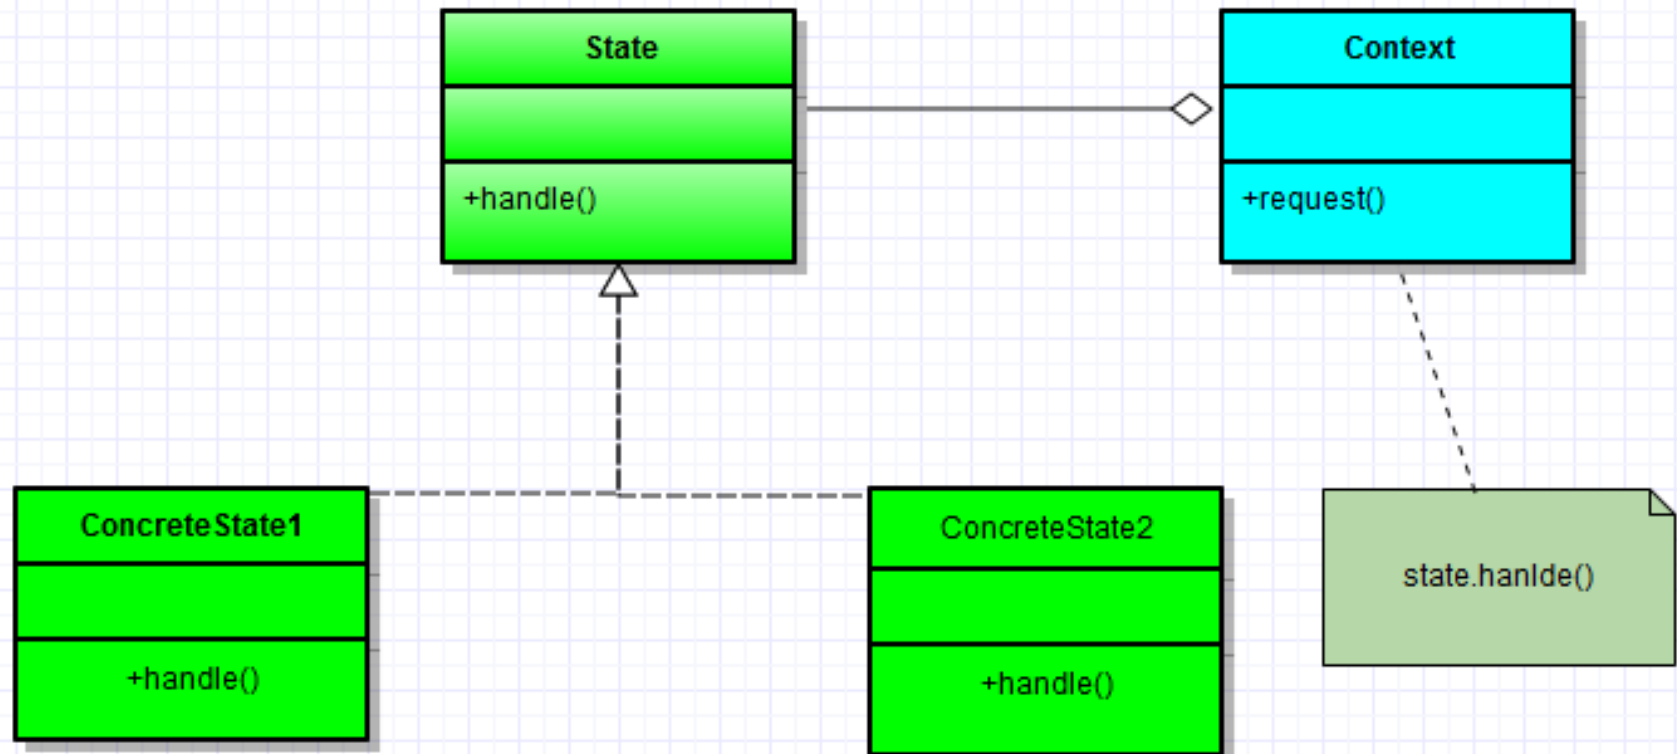 State
Context
+handle()
+request()
ConcreteState1
ConcreteState2
state.hanlde()
+handle()
+handle()